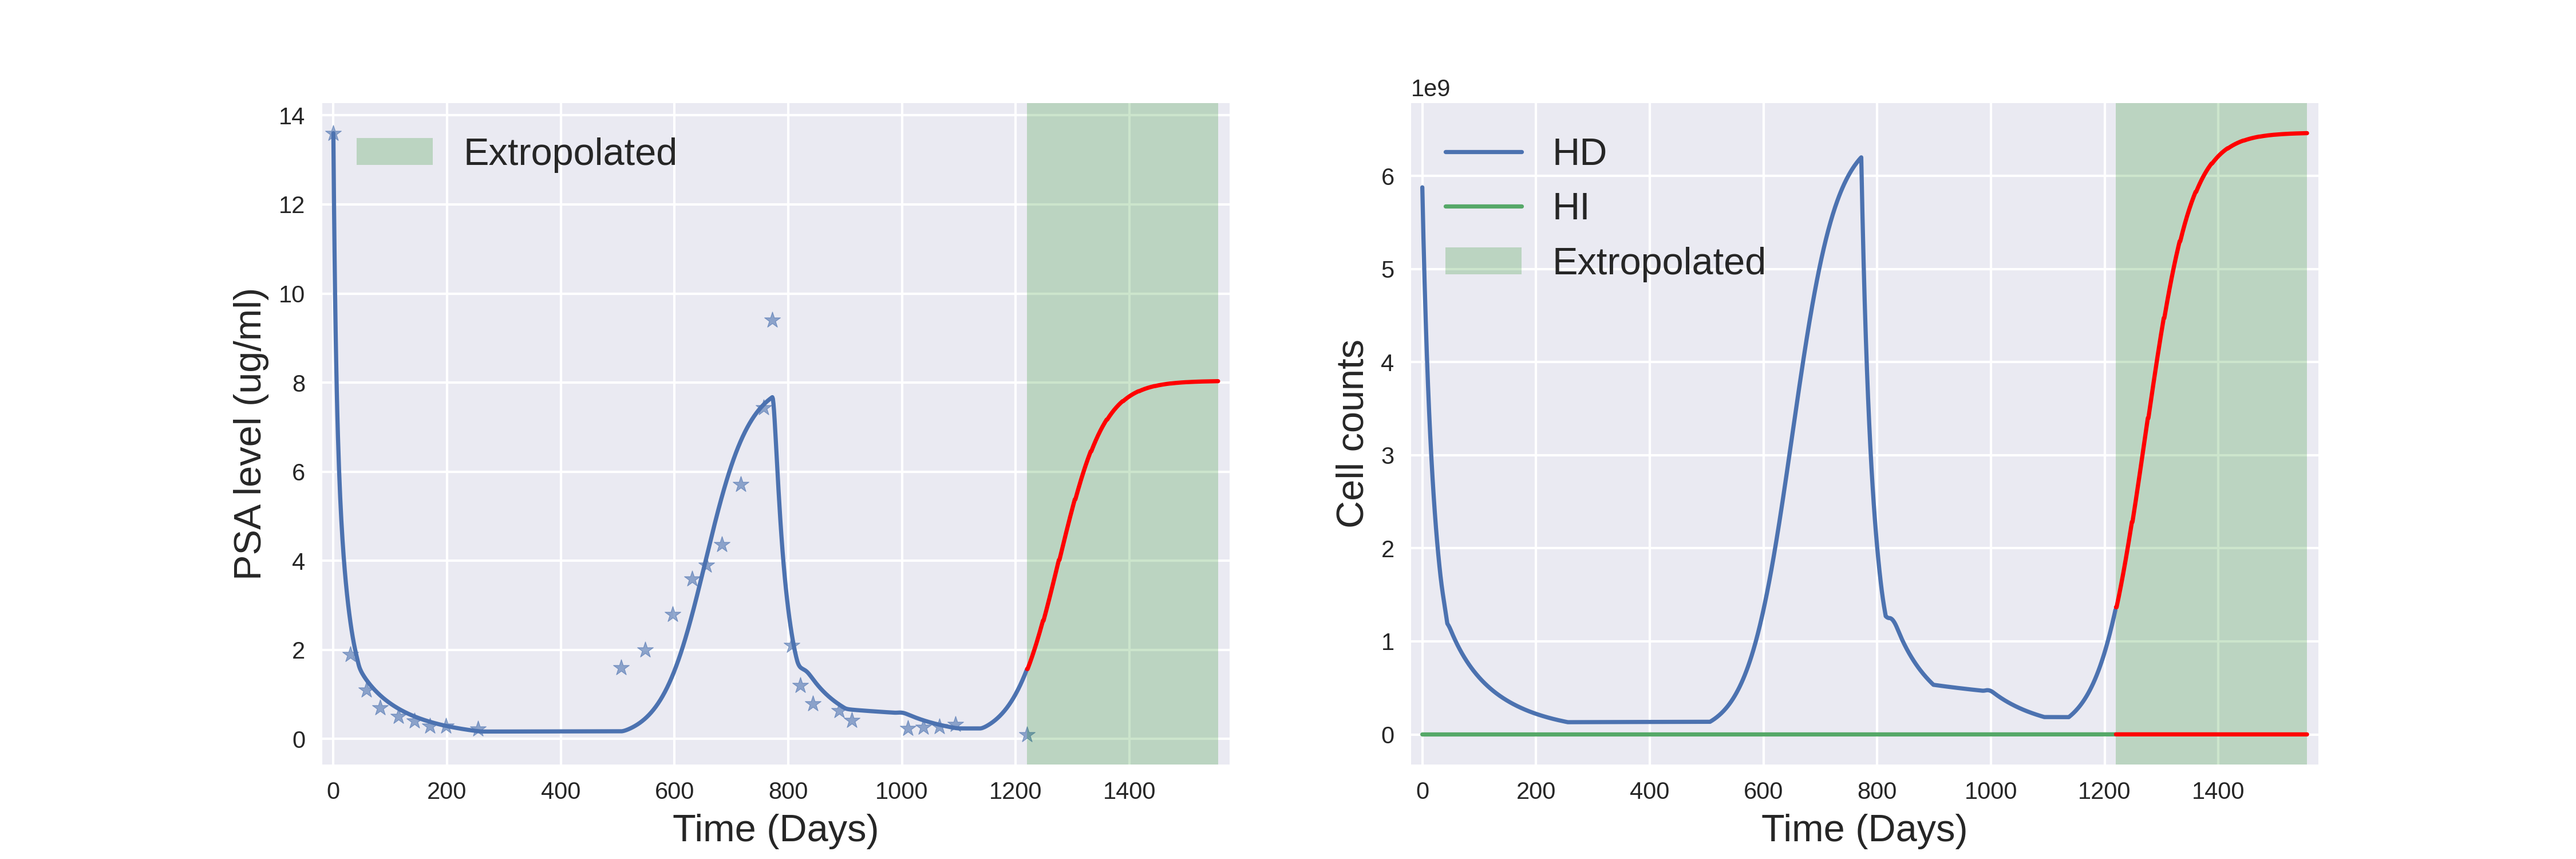 14
12
10
8
6
4
2
0
PSA level (ug/ml)
Extropolated
0 200 400 600 800 1000 1200 1400
Time (Days)
1e9
6
5
4
3
2
1
0
Cell counts
HD
HI
Extropolated
0 200 400 600 800 1000 1200 1400
Time (Days)